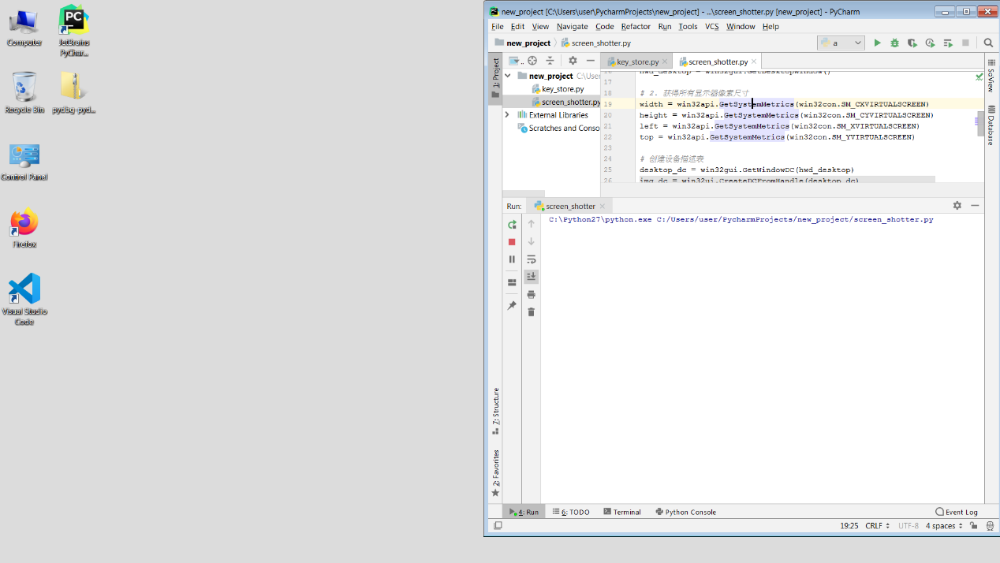 Computer
JetBrains
PyChar...
Recycle Bin
pydbg-pyd...
Control Panel
Firefox
Visual Studio
Code
new_project [C:\Users\user\PycharmProjects\new_project] - ...\screen_shotter.py [new_project] - PyCharm
File Edit View Navigate Code Refactor Run Tools VCS Window Help
new_project screen_shotter.py
a
1: Project
key_store.py
screen_shotter.py
new_project C:\User
key_store.py
screen_shotter.py
External Libraries
Scratches and Conso
16 hwd_desktop = win32gui.GetDesktopWindow()
17
18 # 2. 获得所有显示器像素尺寸
19 width = win32api.GetSystemMetrics(win32con.SM_CXVIRTUALSCREEN)
20 height = win32api.GetSystemMetrics(win32con.SM_CYVIRTUALSCREEN)
21 left = win32api.GetSystemMetrics(win32con.SM_XVIRTUALSCREEN)
22 top = win32api.GetSystemMetrics(win32con.SM_YVIRTUALSCREEN)
23
24 # 创建设备描述表
25 desktop_dc = win32gui.GetWindowDC(hwd_desktop)
26 img_dc = win32ui.CreateDCFromHandle(desktop_dc)
SciView
Database
Run: screen_shotter
C:\Python27\python.exe C:/Users/user/PycharmProjects/new_project/screen_shotter.py
7: Structure
2: Favorites
4: Run 6: TODO Terminal Python Console Event Log
19:25 CRLF UTF-8 4 spaces